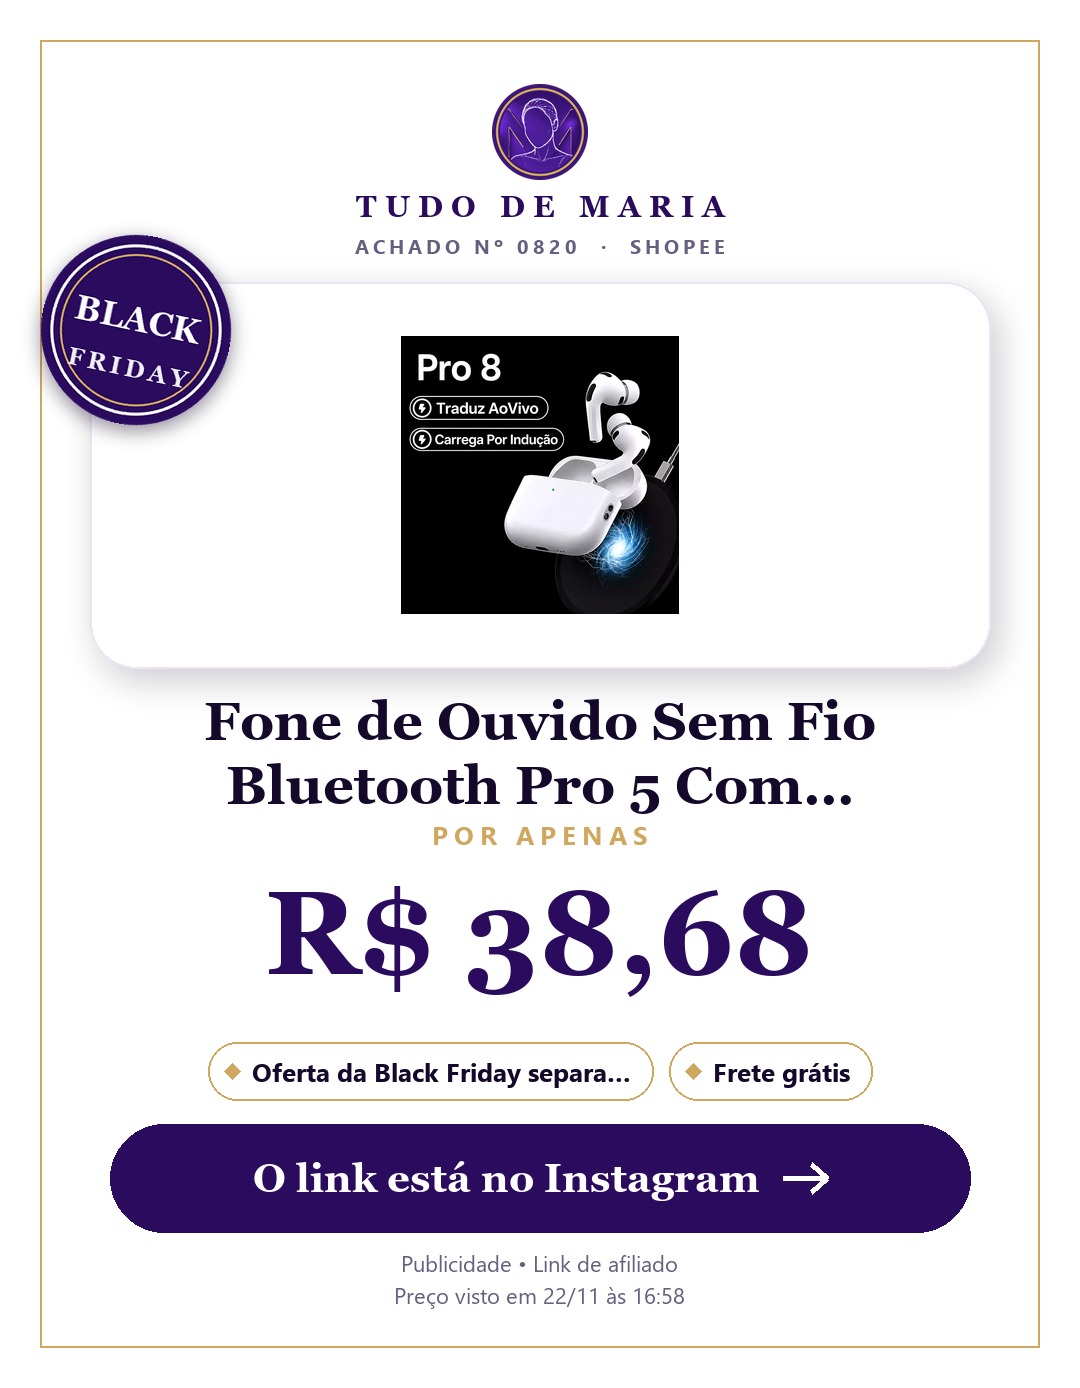 TUDO DE MARIA
ACHADO Nº 0820 · SHOPEE
BLACK
FRIDAY
Pro 8
Traduz AoVivo
Carrega Por Indução
Fone de Ouvido Sem Fio
Bluetooth Pro 5 Com...
POR APENAS
R$ 38,68
Oferta da Black Friday separa...
Frete grátis
O link está no Instagram →
Publicidade • Link de afiliado
Preço visto em 22/11 às 16:58